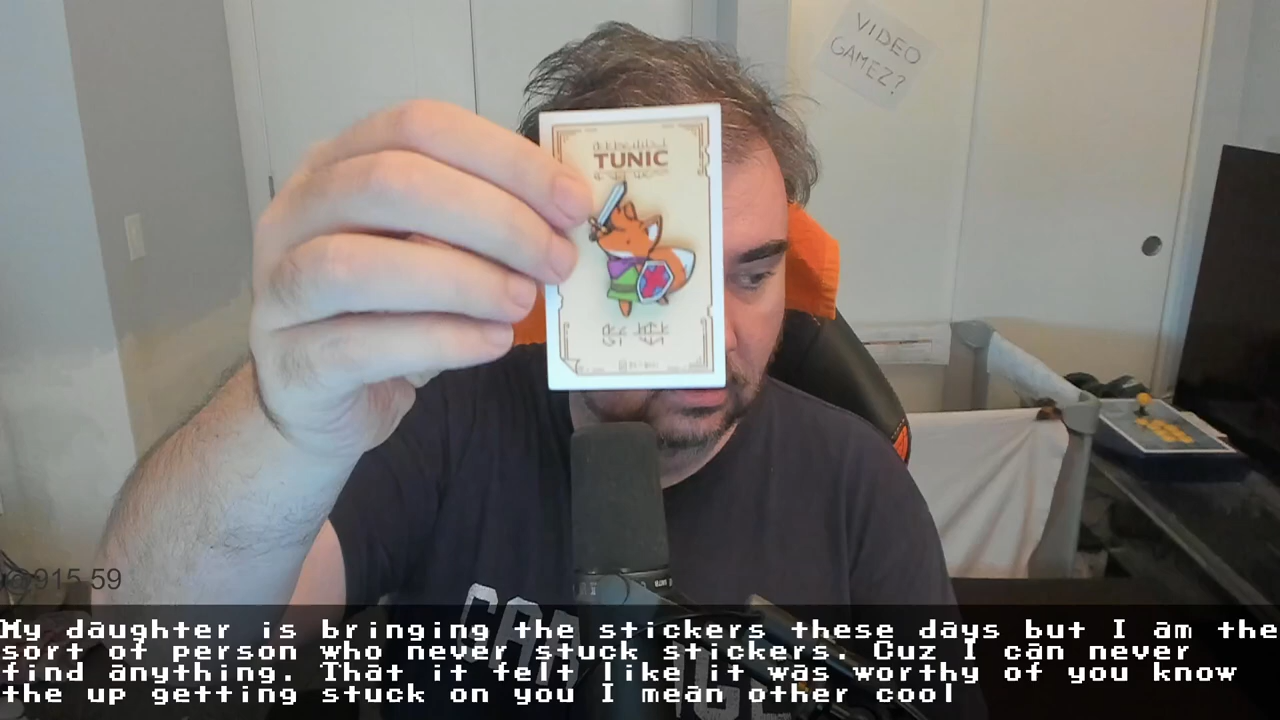 VIDEO
GAMEZ?
TUNIC
@915.59
My daughter is bringing the stickers these days but I am the
sort of person who never stuck stickers. Cuz I can never
find anything. That it felt like it was worthy of you know
the up getting stuck on you I mean other cool